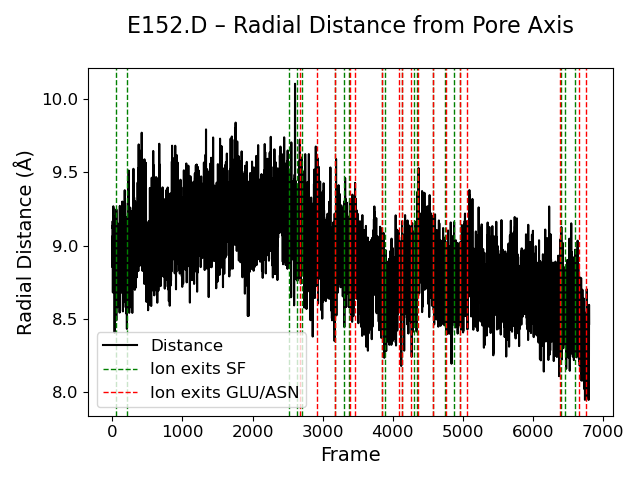 E152.D – Radial Distance from Pore Axis
Radial Distance (Å)
10.0
9.5
9.0
8.5
8.0
Distance
Ion exits SF
Ion exits GLU/ASN
0 1000 2000 3000 4000 5000 6000 7000
Frame